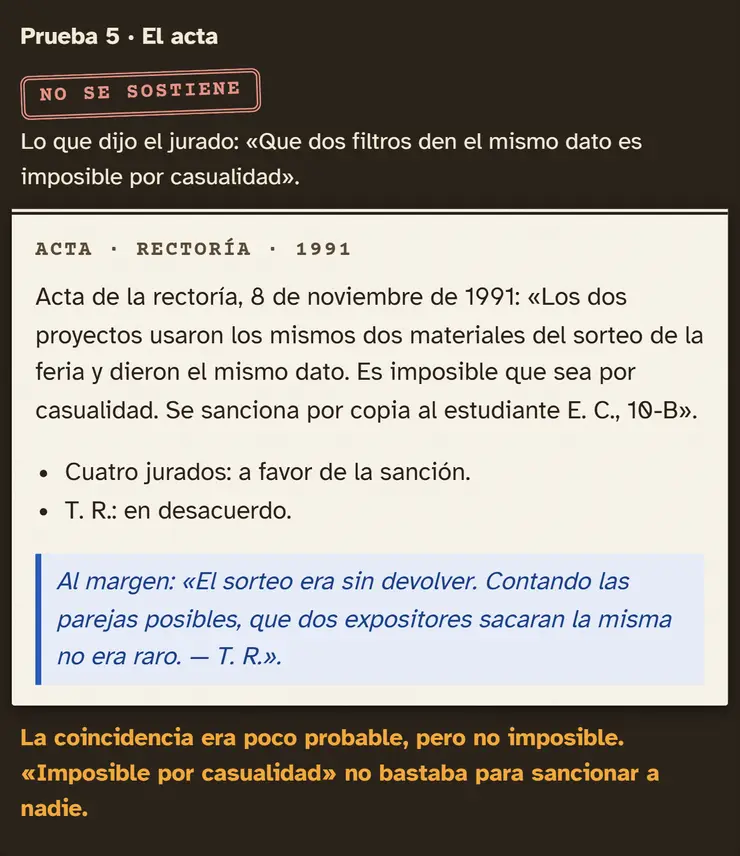 Prueba 5 · El acta
NO SE SOSTIENE
Lo que dijo el jurado: «Que dos filtros den el mismo dato es
imposible por casualidad».
ACTA · RECTORÍA · 1991
Acta de la rectoría, 8 de noviembre de 1991: «Los dos
proyectos usaron los mismos dos materiales del sorteo de la
feria y dieron el mismo dato. Es imposible que sea por
casualidad. Se sanciona por copia al estudiante E. C., 10-B».
• Cuatro jurados: a favor de la sanción.
• T. R.: en desacuerdo.
Al margen: «El sorteo era sin devolver. Contando las
parejas posibles, que dos expositores sacaran la misma
no era raro. — T. R.».
La coincidencia era poco probable, pero no imposible.
«Imposible por casualidad» no bastaba para sancionar a
nadie.